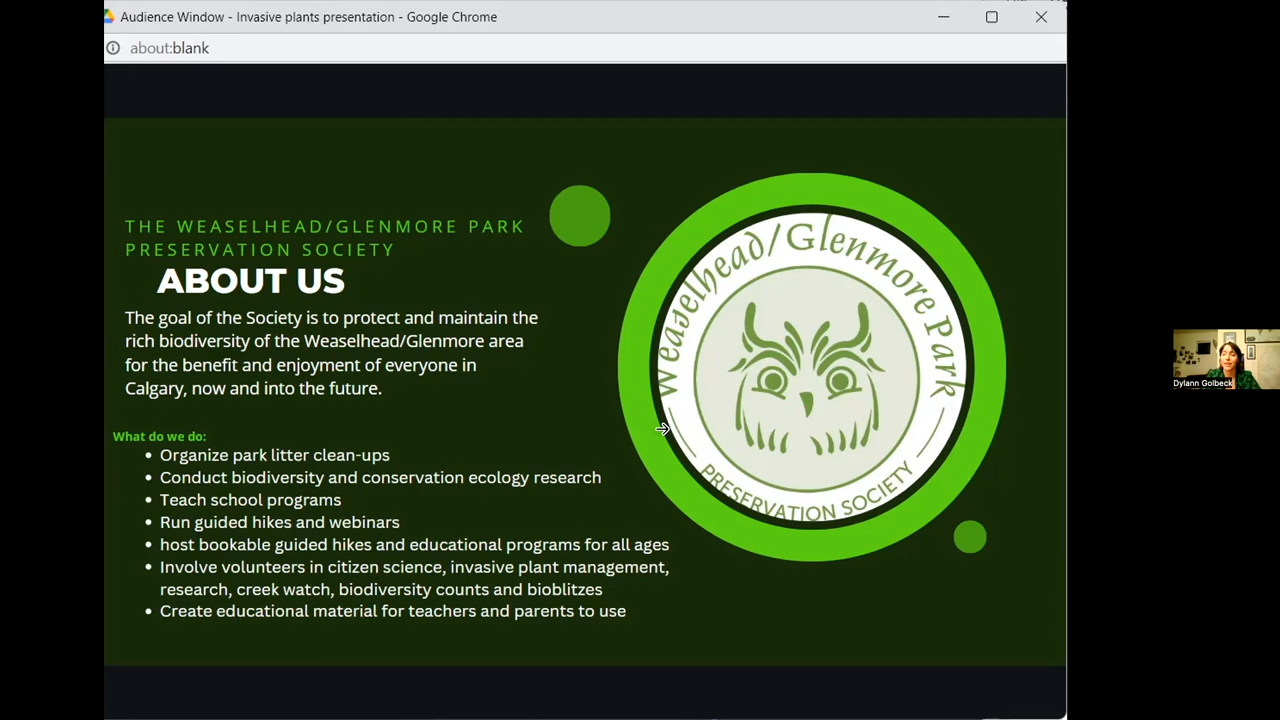 Audience Window - Invasive plants presentation - Google Chrome
about:blank
THE WEASELHEAD/GLENMORE PARK
PRESERVATION SOCIETY
ABOUT US
The goal of the Society is to protect and maintain the
rich biodiversity of the Weaselhead/Glenmore area
for the benefit and enjoyment of everyone in
Calgary, now and into the future.
What do we do:
• Organize park litter clean-ups
• Conduct biodiversity and conservation ecology research
• Teach school programs
• Run guided hikes and webinars
• host bookable guided hikes and educational programs for all ages
• Involve volunteers in citizen science, invasive plant management,
research, creek watch, biodiversity counts and bioblitzes
• Create educational material for teachers and parents to use
Weaselhead/Glenmore Park
PRESERVATION SOCIETY
Dylann Golbeck